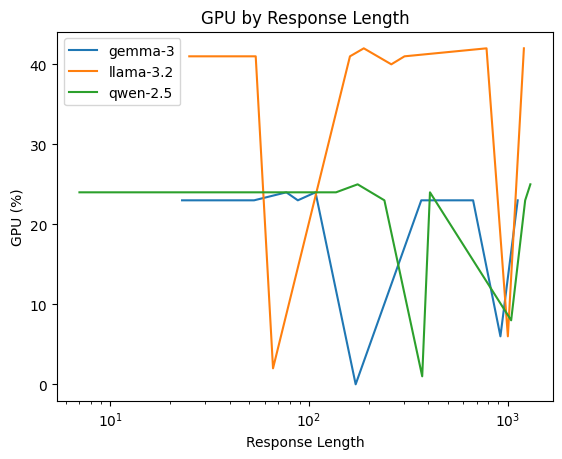 GPU by Response Length
gemma-3
llama-3.2
qwen-2.5
40
30
20
10
0
GPU (%)
10¹
10²
10³
Response Length